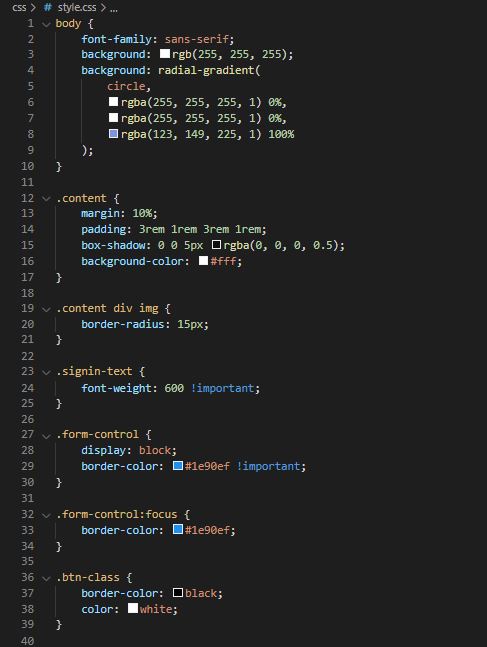 css > # style.css > ...
1 body {
2     font-family: sans-serif;
3     background: rgb(255, 255, 255);
4     background: radial-gradient(
5         circle,
6         rgba(255, 255, 255, 1) 0%,
7         rgba(255, 255, 255, 1) 0%,
8         rgba(123, 149, 225, 1) 100%
9     );
10 }
11
12 .content {
13     margin: 10%;
14     padding: 3rem 1rem 3rem 1rem;
15     box-shadow: 0 0 5px rgba(0, 0, 0, 0.5);
16     background-color: #fff;
17 }
18
19 .content div img {
20     border-radius: 15px;
21 }
22
23 .signin-text {
24     font-weight: 600 !important;
25 }
26
27 .form-control {
28     display: block;
29     border-color: #1e90ef !important;
30 }
31
32 .form-control:focus {
33     border-color: #1e90ef;
34 }
35
36 .btn-class {
37     border-color: black;
38     color: white;
39 }
40